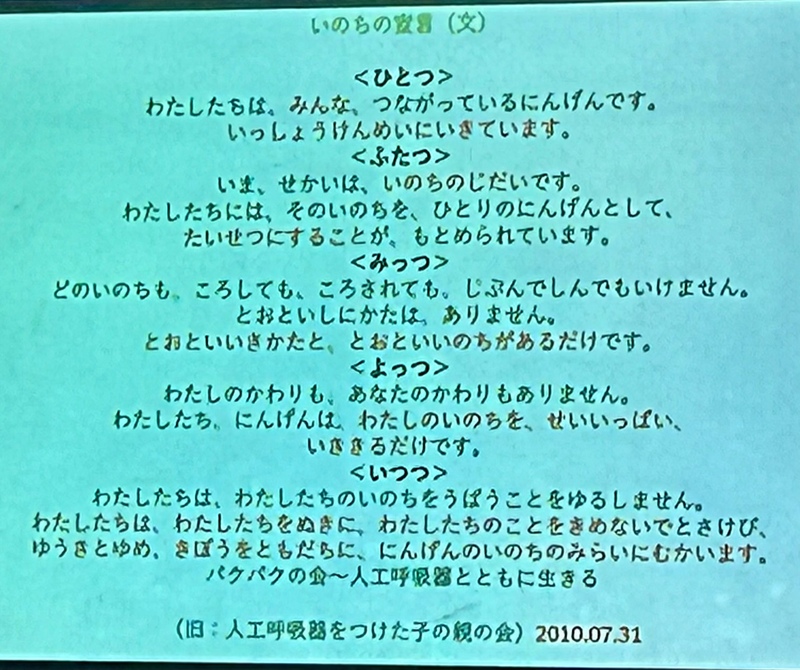 いのちの宣言（文）
＜ひとつ＞
わたしたちは、みんな、つながっているにんげんです。
いっしょうけんめいにいきています。
＜ふたつ＞
いま、せかいは、いのちのじだいです。
わたしたちには、そのいのちを、ひとりのにんげんとして、
たいせつにすることが、もとめられています。
＜みっつ＞
どのいのちも、ころしても、ころされても、じぶんでしんでもいけません。
とおといしにかたは、ありません。
とおといいきかたと、とおといいのちがあるだけです。
＜よっつ＞
わたしのかわりも、あなたのかわりもありません。
わたしたち、にんげんは、わたしのいのちを、せいいっぱい、
いききるだけです。
＜いつつ＞
わたしたちは、わたしたちのいのちをうばうことをゆるしません。
わたしたちは、わたしたちをぬきに、わたしたちのことをきめないでとさけび、
ゆうきとゆめ、きぼうをともだちに、にんげんのいのちのみらいにむかいます。
バクバクの会～人工呼吸器とともに生きる
（旧：人工呼吸器をつけた子の親の会）2010.07.31